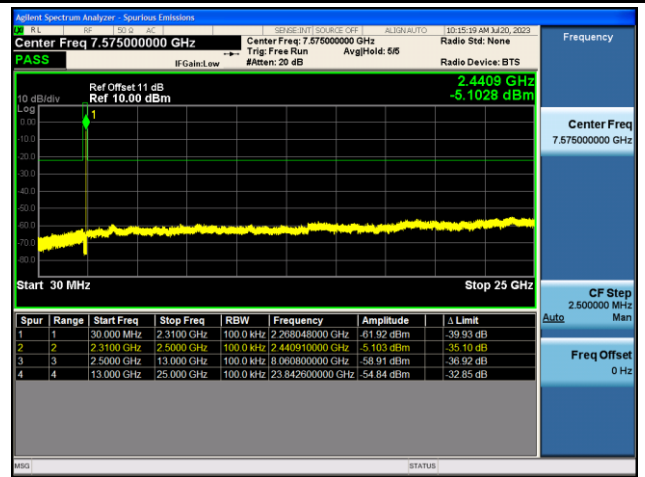 Agilent Spectrum Analyzer - Spurious Emissions
RL RF 50 Ω AC SENSE:INT SOURCE OFF ALIGN AUTO 10:15:19 AM Jul 20, 2023
Center Freq 7.575000000 GHz
Center Freq: 7.575000000 GHz
Radio Std: None
Trig: Free Run Avg|Hold: 5/5
PASS
IFGain:Low
#Atten: 20 dB
Radio Device: BTS
Ref Offset 11 dB
2.4409 GHz
10 dB/div Ref 10.00 dBm
-5.1028 dBm
Log
1
0.00
-10.0
-20.0
-30.0
-40.0
-50.0
-60.0
-70.0
-80.0
Start 30 MHz Stop 25 GHz
Spur Range Start Freq Stop Freq RBW Frequency Amplitude Δ Limit
1 1 30.000 MHz 2.3100 GHz 100.0 kHz 2.268048000 GHz -61.92 dBm -39.93 dB
2 2 2.3100 GHz 2.5000 GHz 100.0 kHz 2.440910000 GHz -5.103 dBm -35.10 dB
3 3 2.5000 GHz 13.000 GHz 100.0 kHz 8.060800000 GHz -58.91 dBm -36.92 dB
4 4 13.000 GHz 25.000 GHz 100.0 kHz 23.842600000 GHz -54.84 dBm -32.85 dB
MSG STATUS
Frequency
Center Freq
7.575000000 GHz
CF Step
2.500000 MHz
Auto Man
Freq Offset
0 Hz